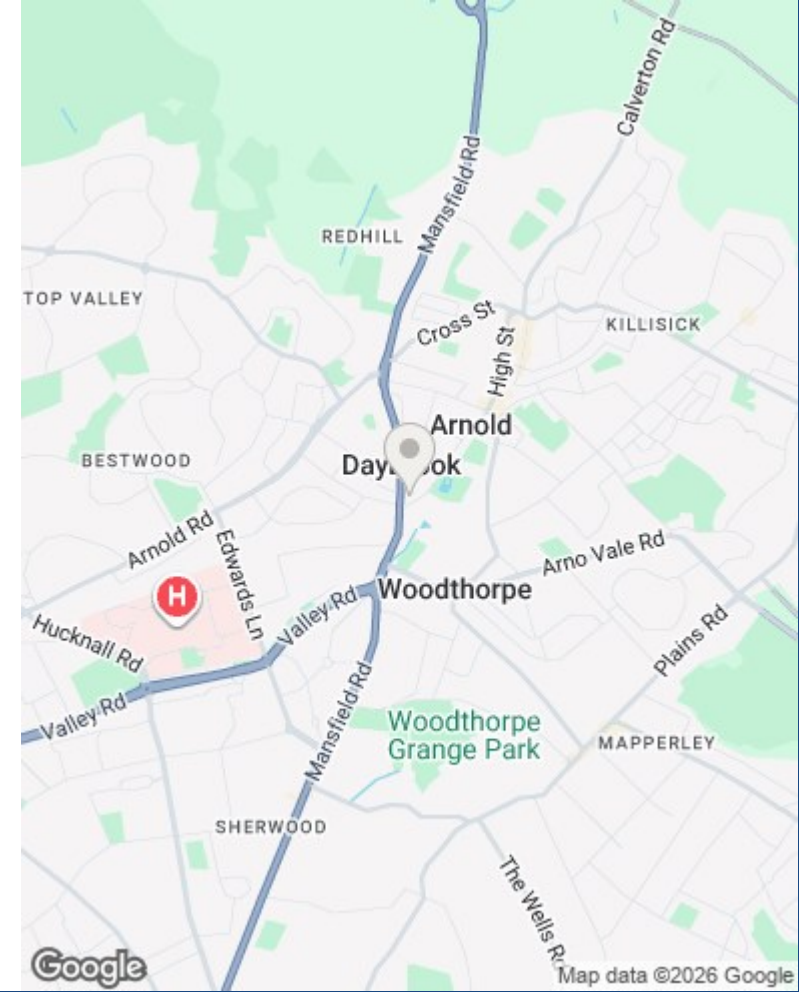 Calverton Rd
Mansfield Rd
REDHILL
TOP VALLEY
Cross St
KILLISICK
High St
Arnold
BESTWOOD
Arnold Rd
Edwards Ln
Arno Vale Rd
H
Valley Rd
Woodthorpe
Hucknall Rd
Plains Rd
Valley Rd
Mansfield Rd
Woodthorpe
Grange Park
MAPPERLEY
SHERWOOD
The Wells
Google
Map data ©2026 Google